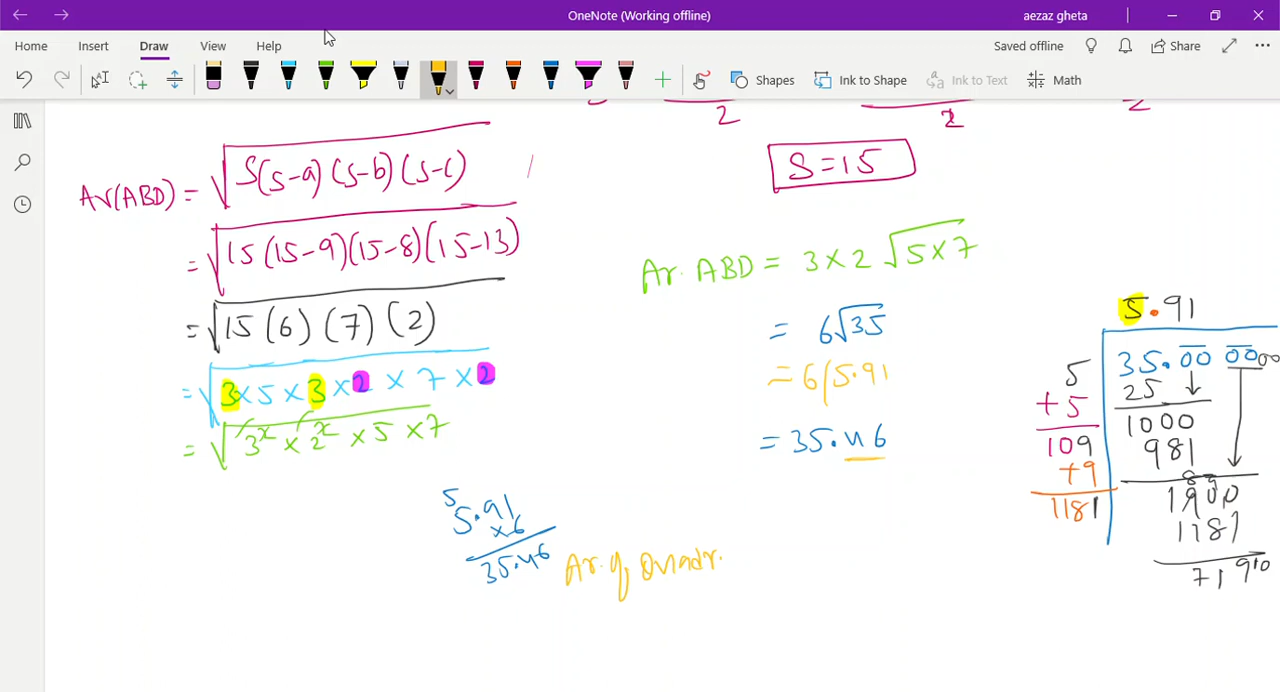 OneNote (Working offline)
aezaz gheta
Home Insert Draw View Help
Saved offline
Share
Shapes
Ink to Shape
Ink to Text
Math
2
2
2
Ar(ABD) = √S(s-a)(s-b)(s-c)
S=15
= √15(15-9)(15-8)(15-13)
Ar. ABD = 3×2 √5×7
= √15(6)(7)(2)
= 6√35
= √3×5×3×2×7×2
= 6(5.91
= √3²×2²×5×7
= 35.46
5.91
35.00 0000
5
25
+5
1000
109
981
+9
1900
1181
1181
719
5
5.91
×6
35.46
Ar. of Quadr.